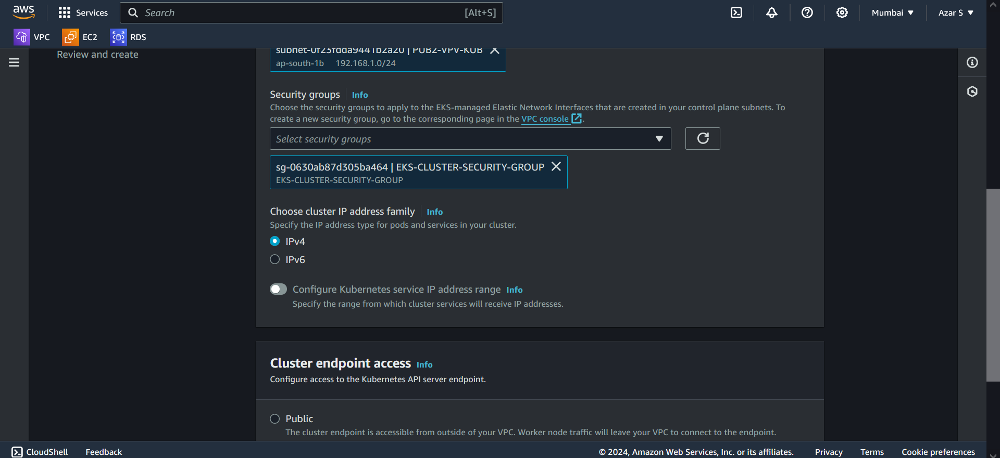 aws
Services
Search
[Alt+S]
Mumbai
Azar S
VPC
EC2
RDS
Review and create
subnet-0f23fdda9441b2a20 | PUB2-VPV-KUB
ap-south-1b 192.168.1.0/24
Security groups Info
Choose the security groups to apply to the EKS-managed Elastic Network Interfaces that are created in your control plane subnets. To
create a new security group, go to the corresponding page in the VPC console.
Select security groups
sg-0630ab87d305ba464 | EKS-CLUSTER-SECURITY-GROUP
EKS-CLUSTER-SECURITY-GROUP
Choose cluster IP address family Info
Specify the IP address type for pods and services in your cluster.
IPv4
IPv6
Configure Kubernetes service IP address range Info
Specify the range from which cluster services will receive IP addresses.
Cluster endpoint access Info
Configure access to the Kubernetes API server endpoint.
Public
The cluster endpoint is accessible from outside of your VPC. Worker node traffic will leave your VPC to connect to the endpoint.
CloudShell
Feedback
© 2024, Amazon Web Services, Inc. or its affiliates.
Privacy
Terms
Cookie preferences